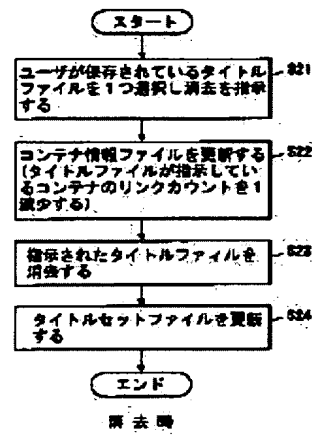 スタート
ユーザが保存されているタイトル
ファイルを1つ選択し消去を指示
する
S21
コンテナ情報ファイルを更新する
(タイトルファイルが指示してい
るコンテナのリンクカウントを1
減少する)
S22
指示されたタイトルファィルを
消去する
S23
タイトルセットファイルを更新
する
S24
エンド
消去時